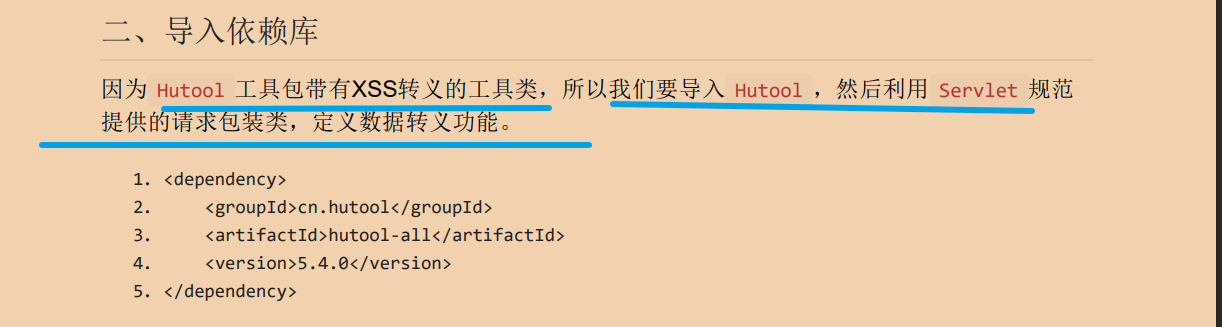 二、导入依赖库
因为 Hutool 工具包带有XSS转义的工具类，所以我们要导入 Hutool ，然后利用 Servlet 规范
提供的请求包装类，定义数据转义功能。
1. <dependency>
2.     <groupId>cn.hutool</groupId>
3.     <artifactId>hutool-all</artifactId>
4.     <version>5.4.0</version>
5. </dependency>